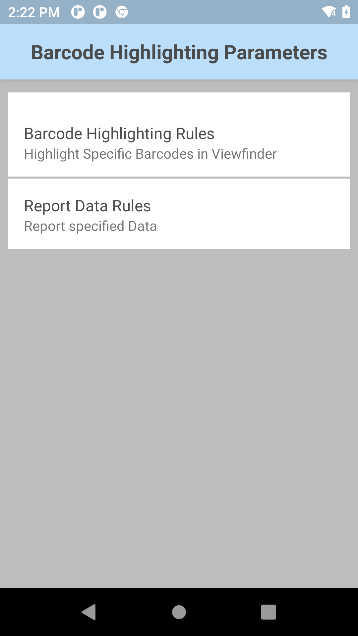 2:22 PM
Barcode Highlighting Parameters
Barcode Highlighting Rules
Highlight Specific Barcodes in Viewfinder
Report Data Rules
Report specified Data